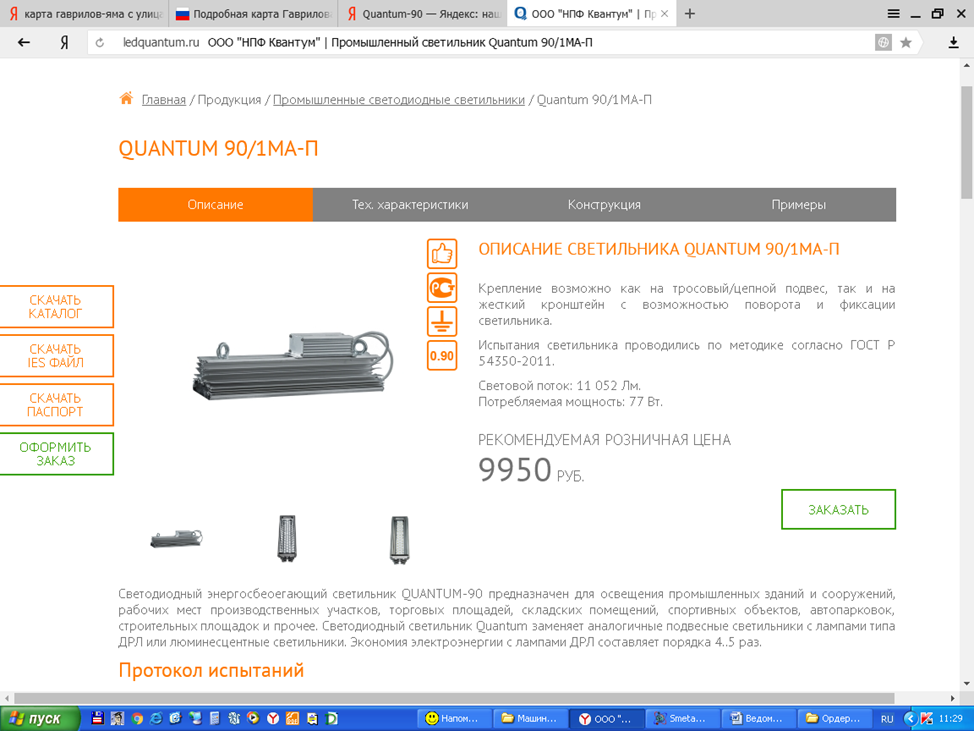 карта гаврилов-яма с улиц
Подробная карта Гаврилов
Quantum-90 — Яндекс: наш
ООО "НПФ Квантум" | Пр
ledquantum.ru ООО "НПФ Квантум" | Промышленный светильник Quantum 90/1МА-П
Главная / Продукция / Промышленные светодиодные светильники / Quantum 90/1МА-П
QUANTUM 90/1МА-П
Описание Тех. характеристики Конструкция Примеры
СКАЧАТЬ
КАТАЛОГ
СКАЧАТЬ
IES ФАЙЛ
СКАЧАТЬ
ПАСПОРТ
ОФОРМИТЬ
ЗАКАЗ
0.90
ОПИСАНИЕ СВЕТИЛЬНИКА QUANTUM 90/1МА-П
Крепление возможно как на тросовый/цепной подвес, так и на
жесткий кронштейн с возможностью поворота и фиксации
светильника.
Испытания светильника проводились по методике согласно ГОСТ Р
54350-2011.
Световой поток: 11 052 Лм.
Потребляемая мощность: 77 Вт.
РЕКОМЕНДУЕМАЯ РОЗНИЧНАЯ ЦЕНА
9950 РУБ.
ЗАКАЗАТЬ
Светодиодный энергосбеоегающий светильник QUANTUM-90 предназначен для освещения промышленных зданий и сооружений,
рабочих мест производственных участков, торговых площадей, складских помещений, спортивных объектов, автопарковок,
строительных площадок и прочее. Светодиодный светильник Quantum заменяет аналогичные подвесные светильники с лампами типа
ДРЛ или люминесцентные светильники. Экономия электроэнергии с лампами ДРЛ составляет порядка 4..5 раз.
Протокол испытаний
пуск
Напом...
Машин...
ООО "...
Smeta...
Ведом...
Ордер...
RU
11:29